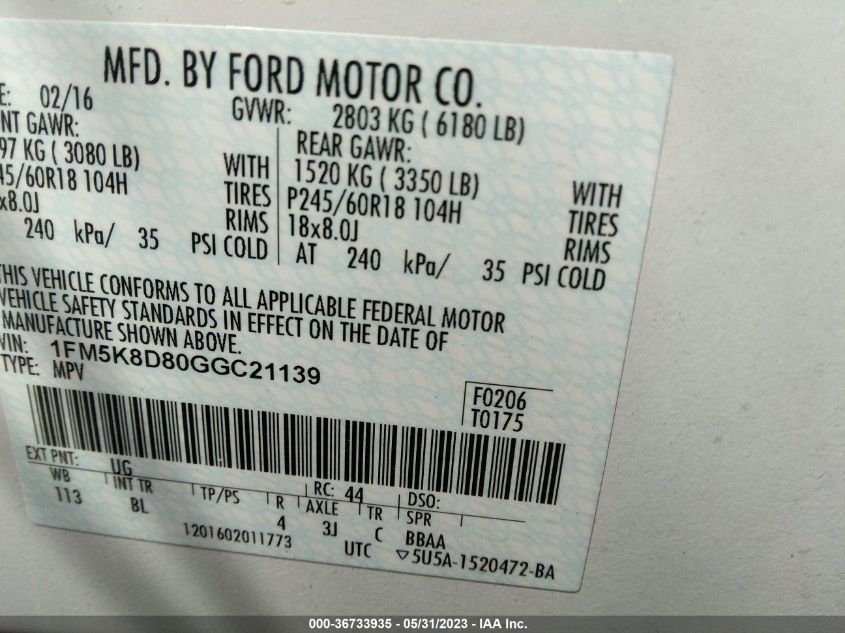 MFD. BY FORD MOTOR CO.
E: 02/16
GVWR: 2803 KG ( 6180 LB)
NT GAWR:
97 KG ( 3080 LB)
45/60R18 104H
x8.0J
240 kPa/ 35 PSI COLD
WITH
TIRES
RIMS
REAR GAWR:
1520 KG ( 3350 LB)
P245/60R18 104H
18x8.0J
AT 240 kPa/ 35 PSI COLD
WITH
TIRES
RIMS
THIS VEHICLE CONFORMS TO ALL APPLICABLE FEDERAL MOTOR
VEHICLE SAFETY STANDARDS IN EFFECT ON THE DATE OF
MANUFACTURE SHOWN ABOVE.
VIN: 1FM5K8D80GGC21139
TYPE: MPV
F0206
T0175
EXT PNT: UG RC: 44 DSO:
WB INT TR TP/PS R AXLE TR SPR
113 BL 4 3J C BBAA
1201602011773 UTC ▽5U5A-1520472-BA
000-36733935 - 05/31/2023 - IAA Inc.